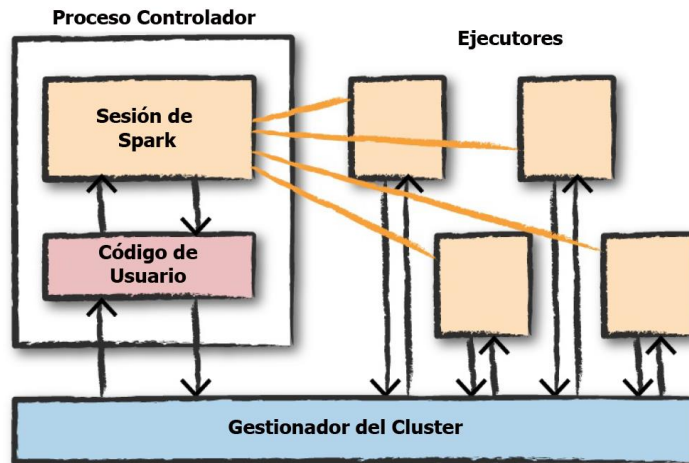 Proceso Controlador
Ejecutores
Sesión de
Spark
Código de
Usuario
Gestionador del Cluster